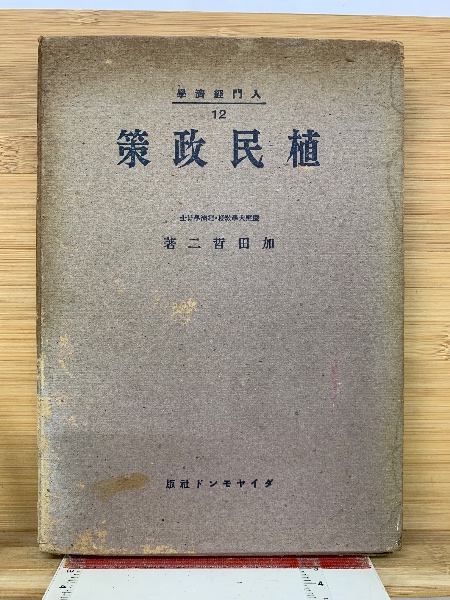 入門經濟學
12
植民政策
慶應大學教授・經濟學博士
加田哲二著
ダイヤモンド社版